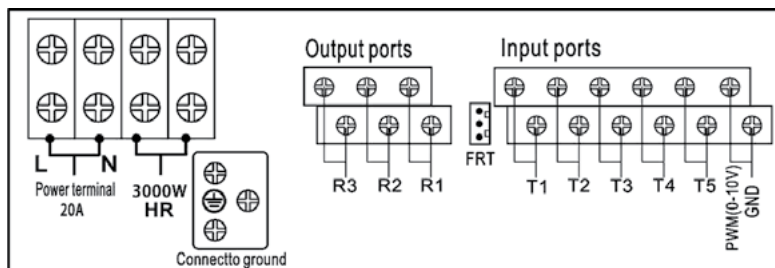 Output ports
Input ports
L N
Power terminal
20A
3000W
HR
Connectto ground
R3 R2 R1
FRT
T1 T2 T3 T4 T5
PWM(0-10V)
GND